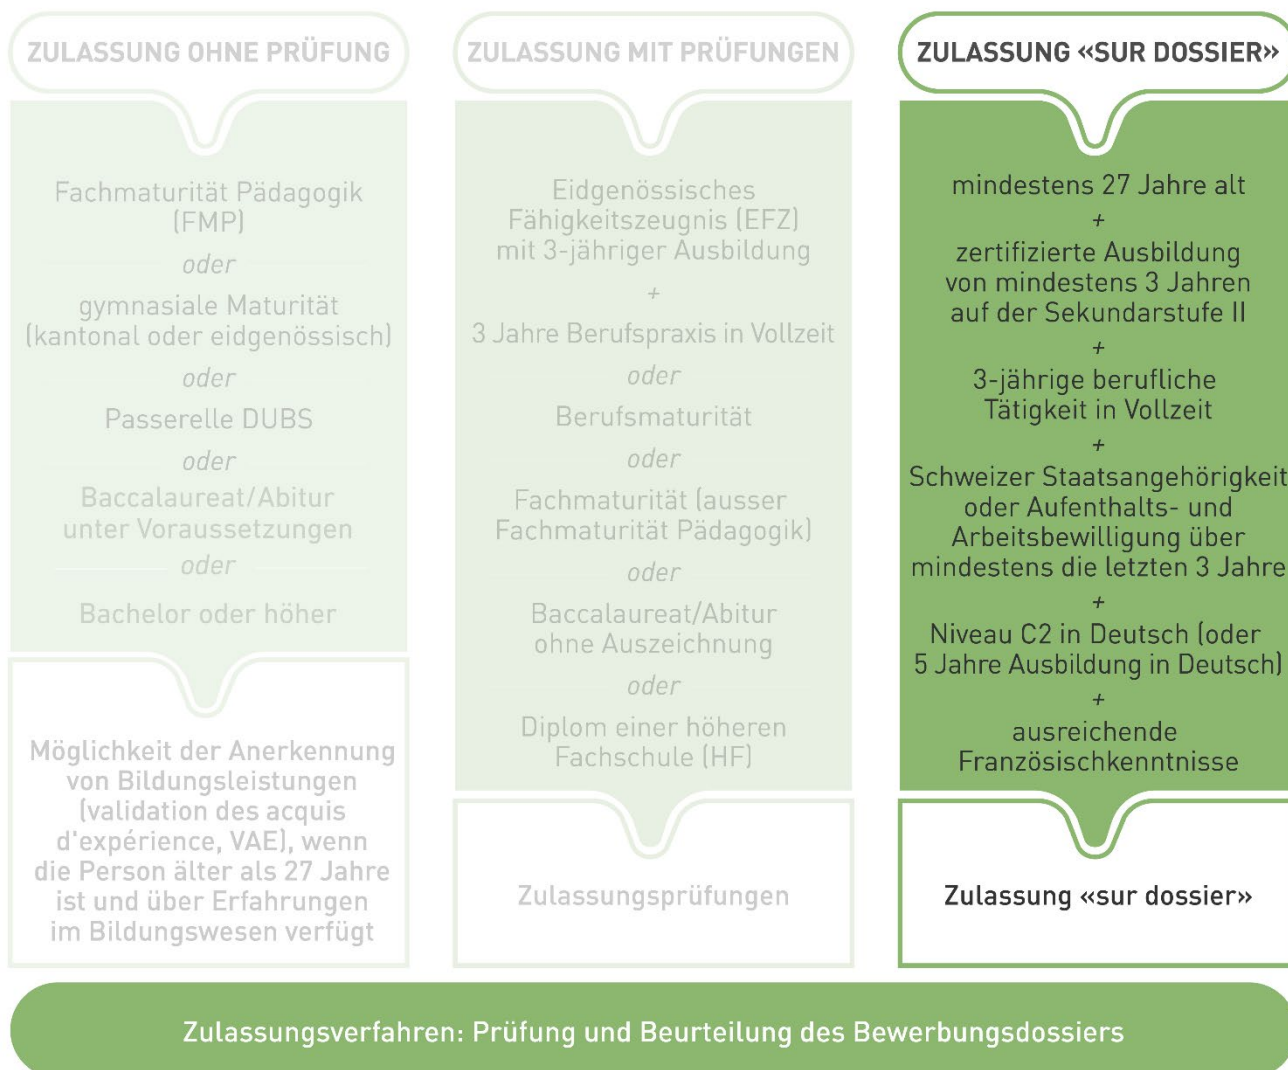 ZULASSUNG OHNE PRÜFUNG
Fachmaturität Pädagogik
(FMP)
oder
gymnasiale Maturität
(kantonal oder eidgenössisch)
oder
Passerelle DUBS
oder
Baccalaureat/Abitur
unter Voraussetzungen
oder
Bachelor oder höher
Möglichkeit der Anerkennung
von Bildungsleistungen
(validation des acquis
d'expérience, VAE), wenn
die Person älter als 27 Jahre
ist und über Erfahrungen
im Bildungswesen verfügt
ZULASSUNG MIT PRÜFUNGEN
Eidgenössisches
Fähigkeitszeugnis (EFZ)
mit 3-jähriger Ausbildung
+
3 Jahre Berufspraxis in Vollzeit
oder
Berufsmaturität
oder
Fachmaturität (ausser
Fachmaturität Pädagogik)
oder
Baccalaureat/Abitur
ohne Auszeichnung
oder
Diplom einer höheren
Fachschule (HF)
Zulassungsprüfungen
ZULASSUNG «SUR DOSSIER»
mindestens 27 Jahre alt
+
zertifizierte Ausbildung
von mindestens 3 Jahren
auf der Sekundarstufe II
+
3-jährige berufliche
Tätigkeit in Vollzeit
+
Schweizer Staatsangehörigkeit
oder Aufenthalts- und
Arbeitsbewilligung über
mindestens die letzten 3 Jahre
+
Niveau C2 in Deutsch (oder
5 Jahre Ausbildung in Deutsch)
+
ausreichende
Französischkenntnisse
Zulassung «sur dossier»
Zulassungsverfahren: Prüfung und Beurteilung des Bewerbungsdossiers